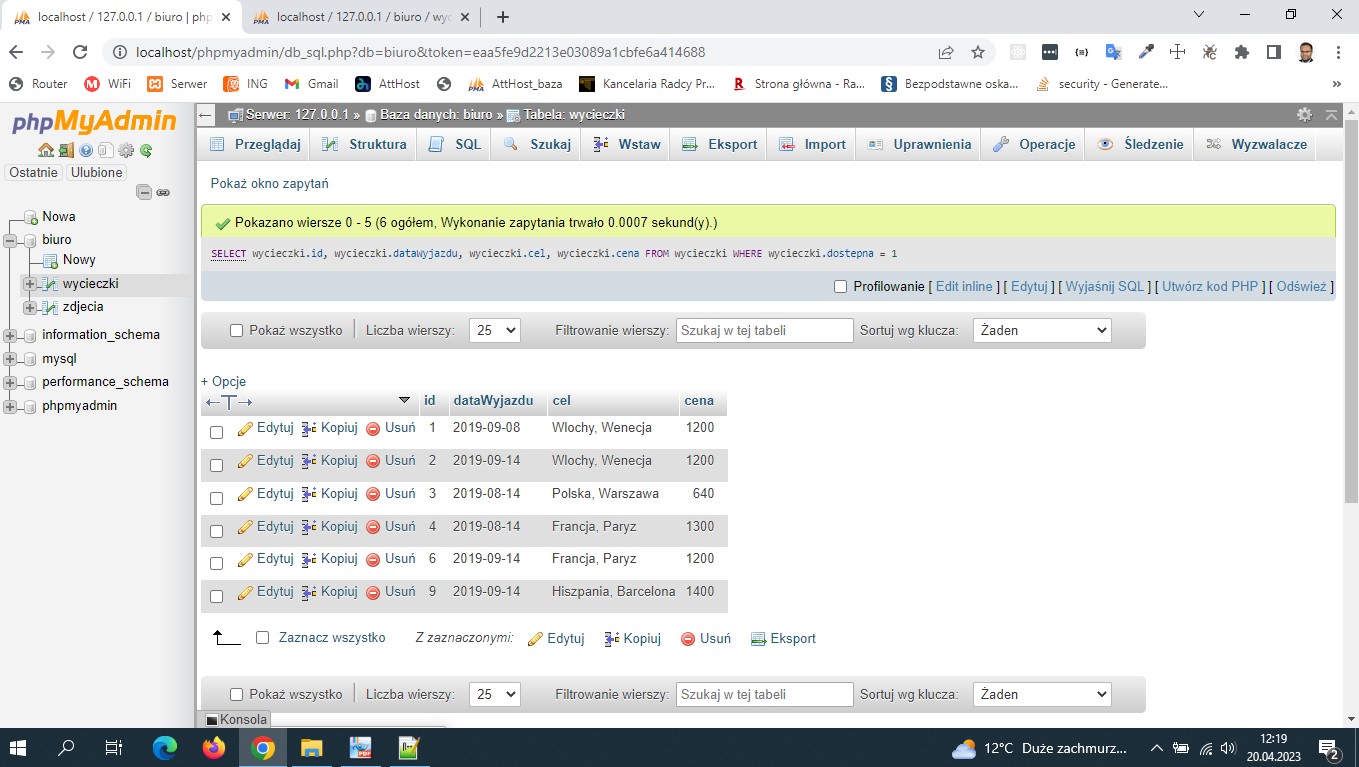 localhost / 127.0.0.1 / biuro | php
localhost / 127.0.0.1 / biuro / wyc
localhost/phpmyadmin/db_sql.php?db=biuro&token=eaa5fe9d2213e03089a1cbfe6a414688
Router WiFi Serwer ING Gmail AttHost AttHost_baza Kancelaria Radcy Pr... Strona główna - Ra... Bezpodstawne oska... security - Generate... »
phpMyAdmin
Ostatnie Ulubione
Nowa
biuro
Nowy
wycieczki
zdjecia
information_schema
mysql
performance_schema
phpmyadmin
Serwer: 127.0.0.1 » Baza danych: biuro » Tabela: wycieczki
Przeglądaj Struktura SQL Szukaj Wstaw Eksport Import Uprawnienia Operacje Śledzenie Wyzwalacze
Pokaż okno zapytań
Pokazano wiersze 0 - 5 (6 ogółem, Wykonanie zapytania trwało 0.0007 sekund(y).)
SELECT wycieczki.id, wycieczki.dataWyjazdu, wycieczki.cel, wycieczki.cena FROM wycieczki WHERE wycieczki.dostepna = 1
Profilowanie [ Edit inline ] [ Edytuj ] [ Wyjaśnij SQL ] [ Utwórz kod PHP ] [ Odśwież ]
Pokaż wszystko Liczba wierszy: 25 Filtrowanie wierszy: Szukaj w tej tabeli Sortuj wg klucza: Żaden
+ Opcje
id dataWyjazdu cel cena
Edytuj Kopiuj Usuń 1 2019-09-08 Wlochy, Wenecja 1200
Edytuj Kopiuj Usuń 2 2019-09-14 Wlochy, Wenecja 1200
Edytuj Kopiuj Usuń 3 2019-08-14 Polska, Warszawa 640
Edytuj Kopiuj Usuń 4 2019-08-14 Francja, Paryz 1300
Edytuj Kopiuj Usuń 6 2019-09-14 Francja, Paryz 1200
Edytuj Kopiuj Usuń 9 2019-09-14 Hiszpania, Barcelona 1400
Zaznacz wszystko Z zaznaczonymi: Edytuj Kopiuj Usuń Eksport
Pokaż wszystko Liczba wierszy: 25 Filtrowanie wierszy: Szukaj w tej tabeli Sortuj wg klucza: Żaden
Konsola
12°C Duże zachmurz...
12:19
20.04.2023
2